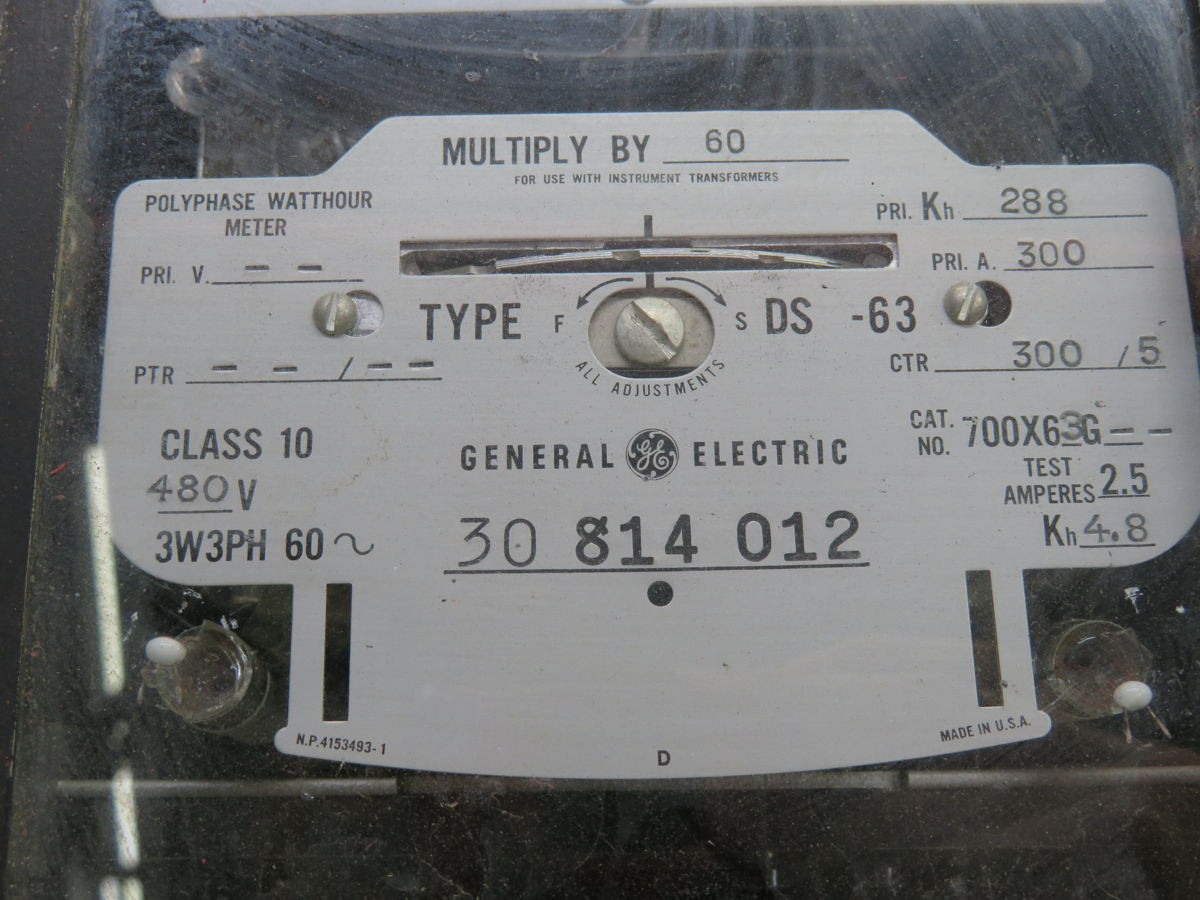 MULTIPLY BY 60
FOR USE WITH INSTRUMENT TRANSFORMERS
POLYPHASE WATTHOUR
METER
PRI. Kh 288
PRI. V. - -
PRI. A. 300
TYPE F S DS -63
ALL ADJUSTMENTS
PTR - - / - -
CTR 300 / 5
CLASS 10
GENERAL GE ELECTRIC
CAT. NO. 700X63G - -
480 V
TEST AMPERES 2.5
3W3PH 60~
30 814 012
Kh 4.8
N.P.4153493-1
D
MADE IN U.S.A.